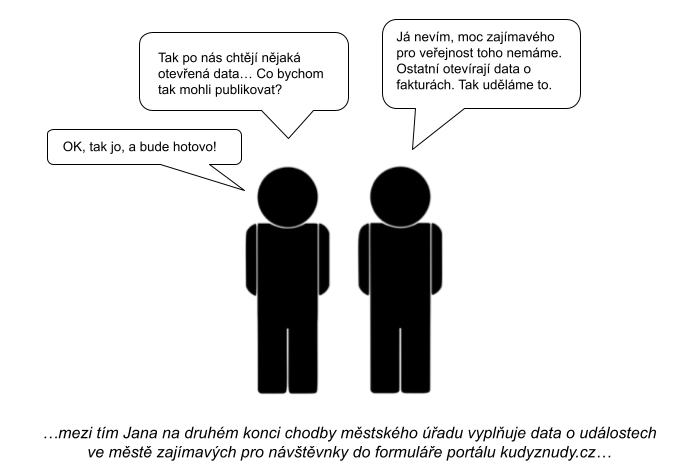 Tak po nás chtějí nějaká
otevřená data… Co bychom
tak mohli publikovat?
Já nevím, moc zajímavého
pro veřejnost toho nemáme.
Ostatní otevírají data o
fakturách. Tak uděláme to.
OK, tak jo, a bude hotovo!
…mezi tím Jana na druhém konci chodby městského úřadu vyplňuje data o událostech
ve městě zajímavých pro návštěvnky do formuláře portálu kudyznudy.cz…